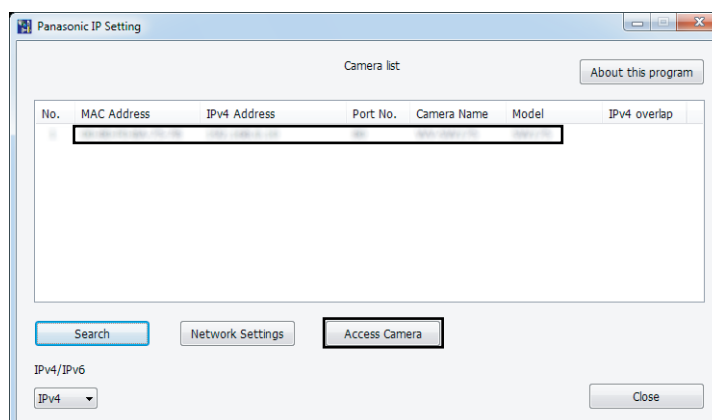 Panasonic IP Setting
Camera list
About this program
No. MAC Address IPv4 Address Port No. Camera Name Model IPv4 overlap
Search Network Settings Access Camera
IPv4/IPv6
IPv4 Close